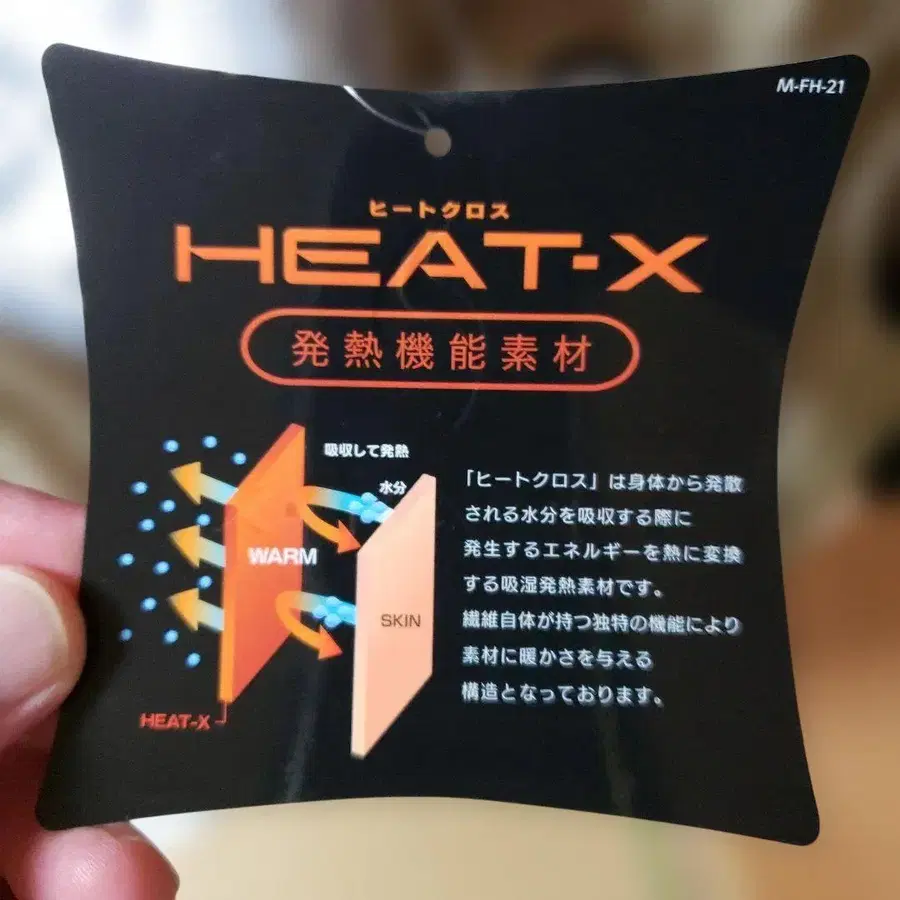 M-FH-21
ヒートクロス
HEAT-X
発熱機能素材
吸収して発熱
水分
WARM
SKIN
HEAT-X
「ヒートクロス」は身体から発散
される水分を吸収する際に
発生するエネルギーを熱に変換
する吸湿発熱素材です。
繊維自体が持つ独特の機能により
素材に暖かさを与える
構造となっております。